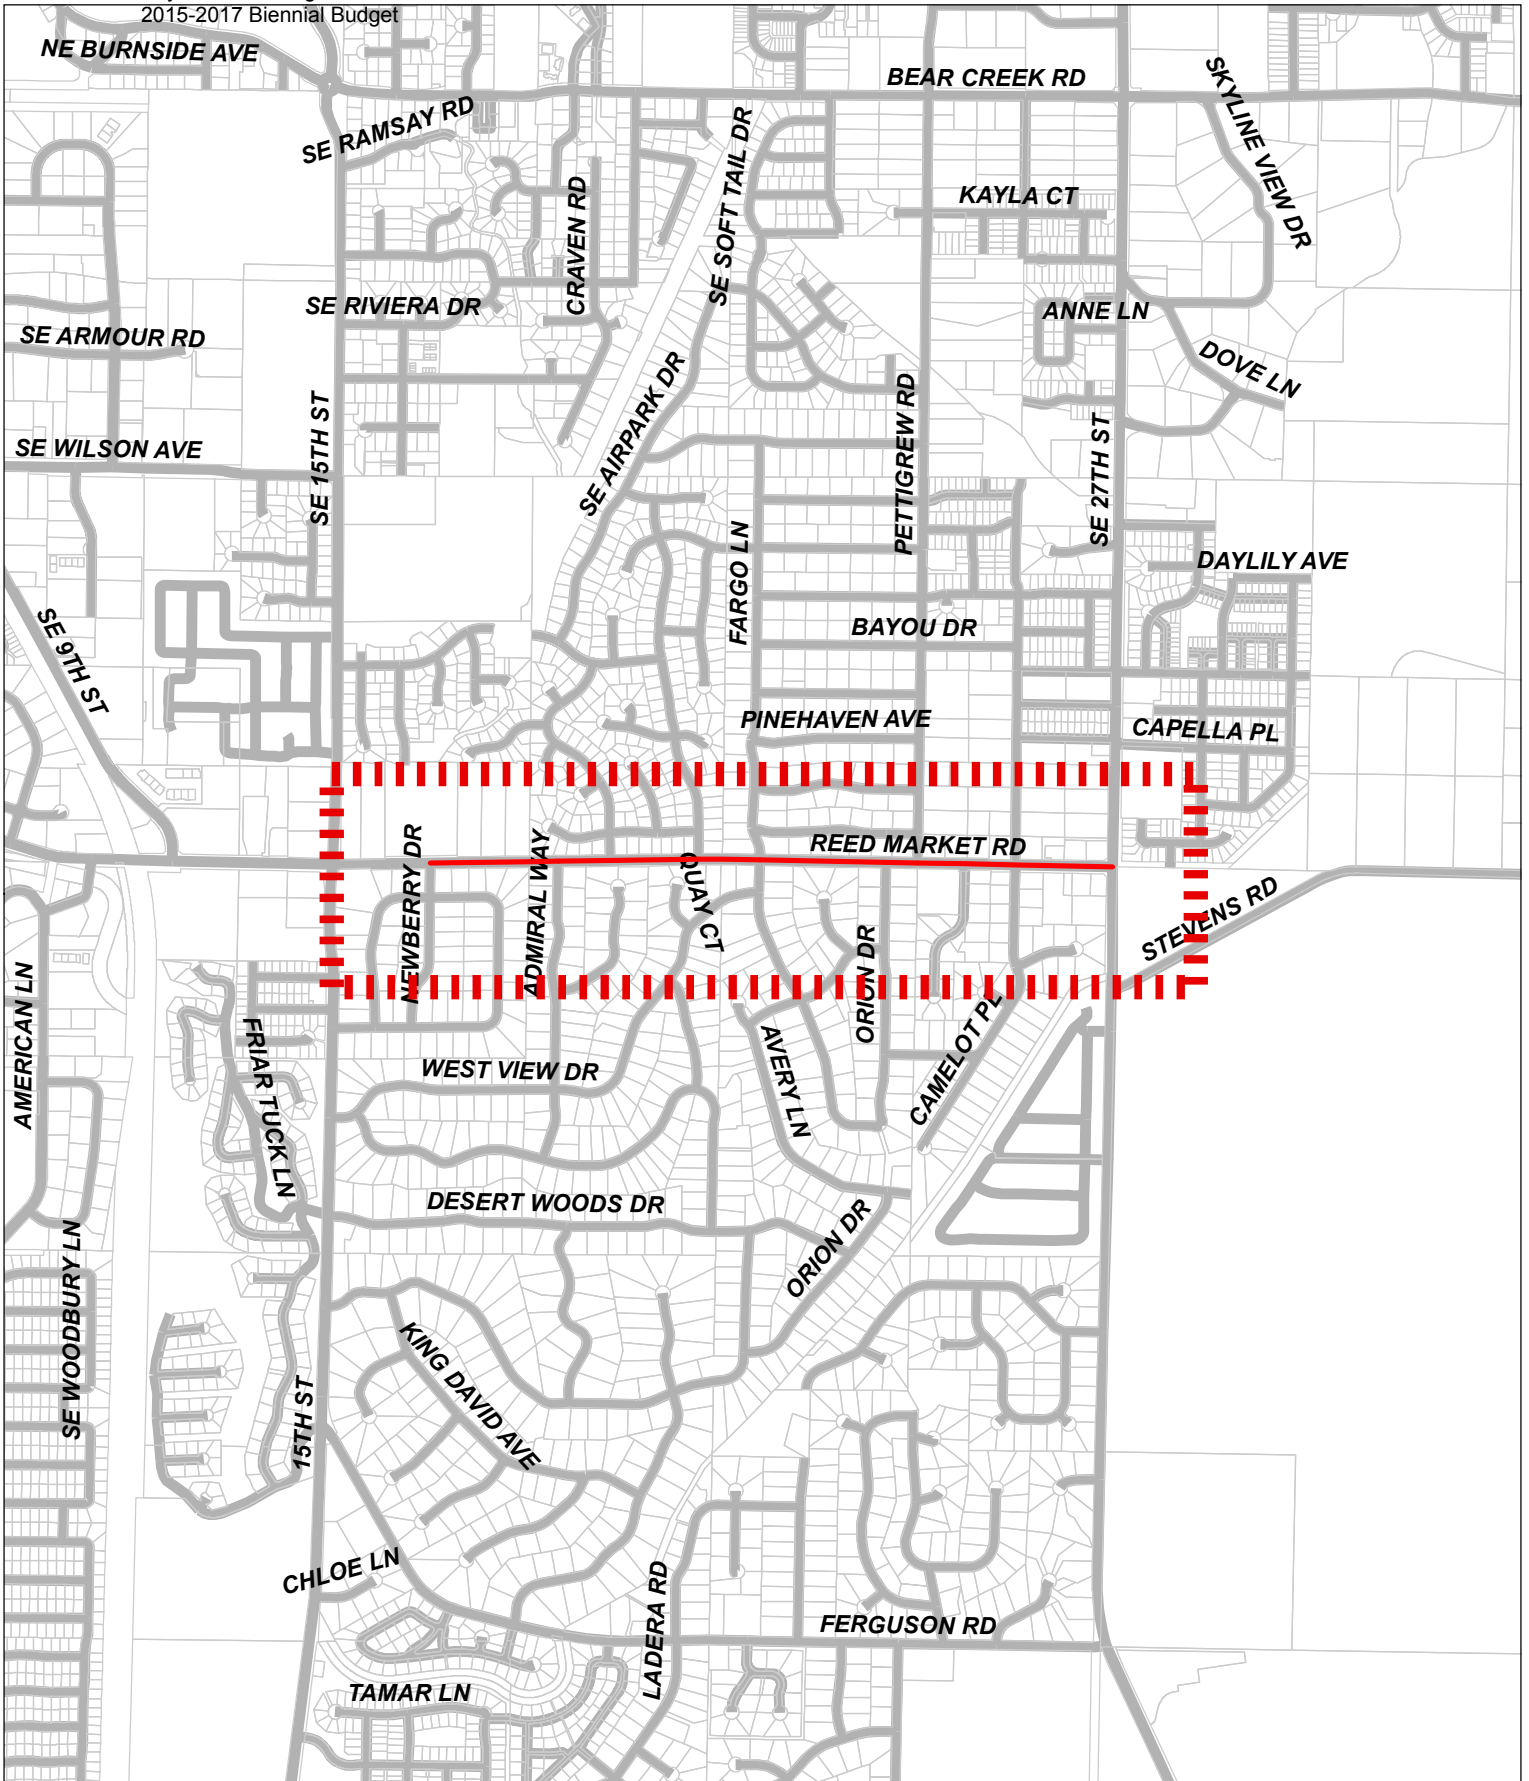 2015-2017 Biennial Budget
NE BURNSIDE AVE
BEAR CREEK RD
SKYLINE VIEW DR
SE RAMSAY RD
SE SOFT TAIL DR
CRAVEN RD
KAYLA CT
SE RIVIERA DR
ANNE LN
SE ARMOUR RD
DOVE LN
SE AIRPARK DR
PETTIGREW RD
SE 15TH ST
SE 27TH ST
SE WILSON AVE
FARGO LN
DAYLILY AVE
SE 9TH ST
BAYOU DR
PINEHAVEN AVE
CAPELLA PL
REED MARKET RD
NEWBERRY DR
ADMIRAL WAY
QUAY CT
ORION DR
STEVENS RD
AMERICAN LN
FRIAR TUCK LN
WEST VIEW DR
AVERY LN
CAMELOT PL
DESERT WOODS DR
ORION DR
SE WOODBURY LN
KING DAVID AVE
15TH ST
CHLOE LN
LADERA RD
FERGUSON RD
TAMAR LN